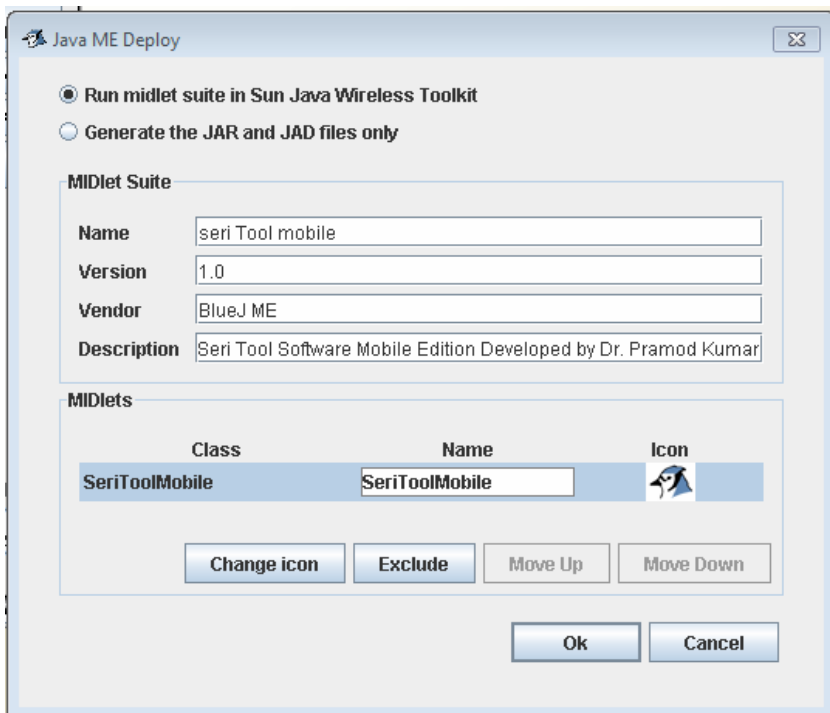 Java ME Deploy
Run midlet suite in Sun Java Wireless Toolkit
Generate the JAR and JAD files only
MIDlet Suite
Name seri Tool mobile
Version 1.0
Vendor BlueJ ME
Description Seri Tool Software Mobile Edition Developed by Dr. Pramod Kumar
MIDlets
Class Name Icon
SeriToolMobile SeriToolMobile
Change icon Exclude Move Up Move Down
Ok Cancel